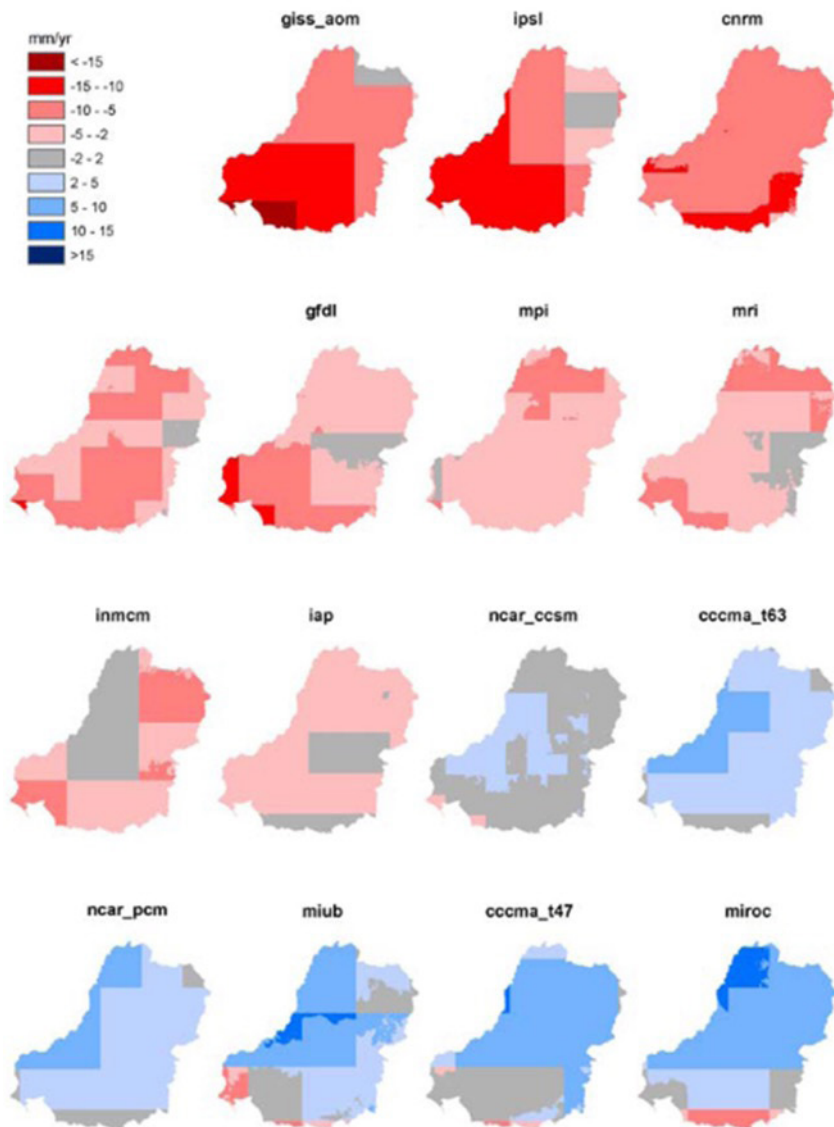 giss_aom
ipsl
cnrm
mm/yr
< -15
-15 - -10
-10 - -5
-5 - -2
-2 - 2
2 - 5
5 - 10
10 - 15
>15
gfdl
mpi
mri
inmcm
iap
ncar_ccsm
cccma_t63
ncar_pcm
miub
cccma_t47
miroc